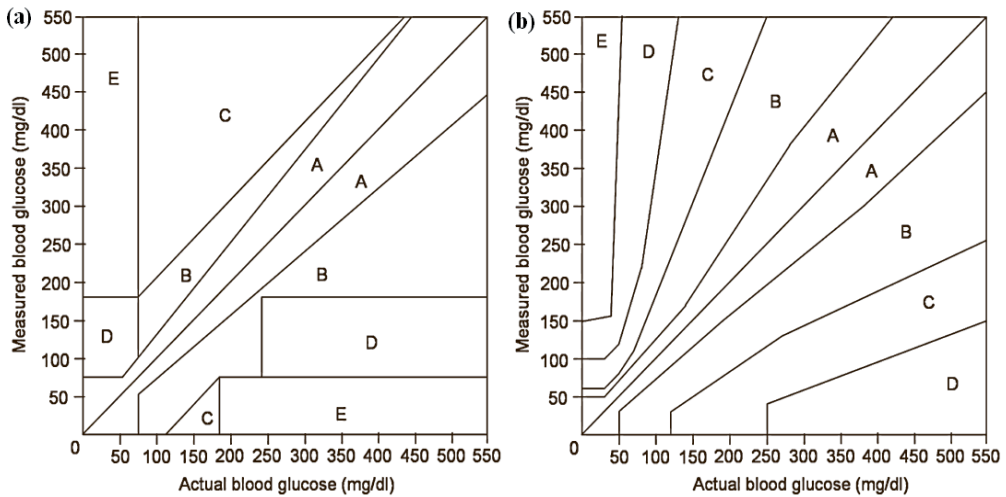 (a)
Measured blood glucose (mg/dl)
550
500
450
400
350
300
250
200
150
100
50
0
50 100 150 200 250 300 350 400 450 500 550
Actual blood glucose (mg/dl)
E
C
A
A
B
B
D
D
C
E
(b)
Measured blood glucose (mg/dl)
550
500
450
400
350
300
250
200
150
100
50
0
50 100 150 200 250 300 350 400 450 500 550
Actual blood glucose (mg/dl)
E
D
C
B
A
A
B
C
D